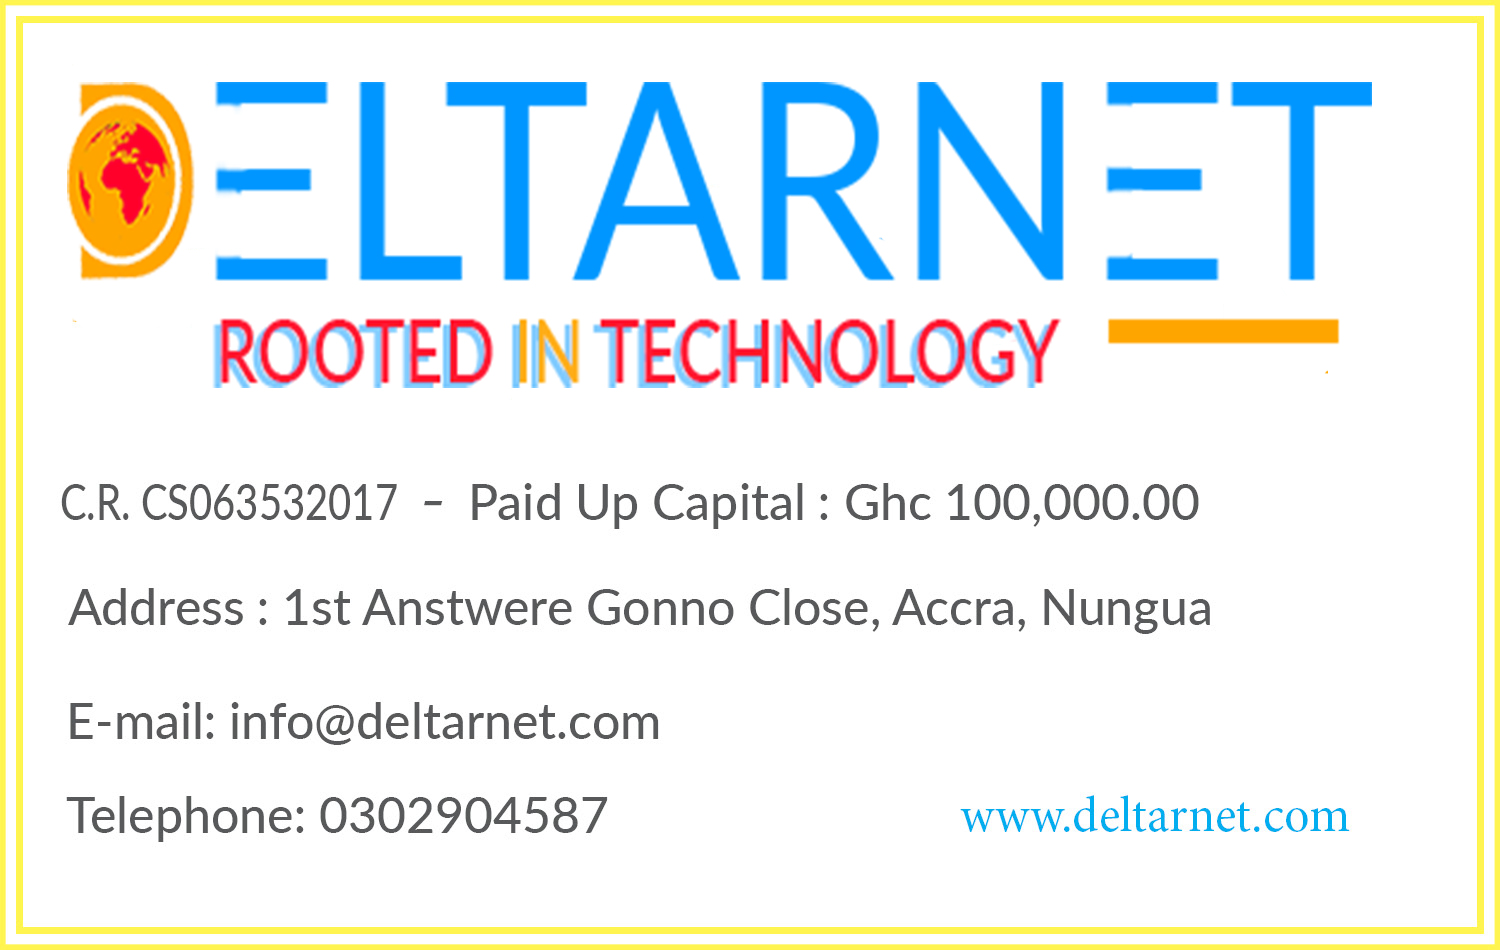 DELTARNET
ROOTED IN TECHNOLOGY
C.R. CS063532017 – Paid Up Capital : Ghc 100,000.00
Address : 1st Anstwere Gonno Close, Accra, Nungua
E-mail: info@deltarnet.com
Telephone: 0302904587
www.deltarnet.com